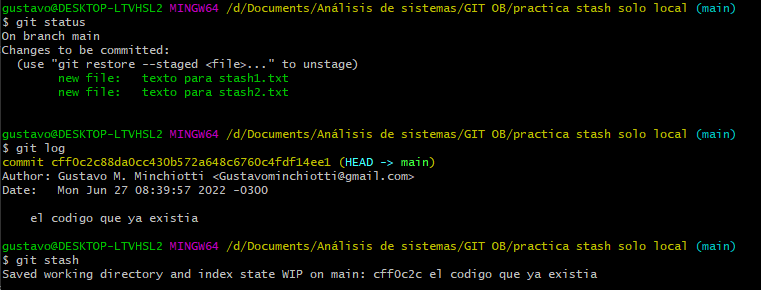 gustavo@DESKTOP-LTVHSL2 MINGW64 /d/Documents/Análisis de sistemas/GIT OB/practica stash solo local (main)
$ git status
On branch main
Changes to be committed:
  (use "git restore --staged <file>..." to unstage)
        new file:   texto para stash1.txt
        new file:   texto para stash2.txt
gustavo@DESKTOP-LTVHSL2 MINGW64 /d/Documents/Análisis de sistemas/GIT OB/practica stash solo local (main)
$ git log
commit cff0c2c88da0cc430b572a648c6760c4fdf14ee1 (HEAD -> main)
Author: Gustavo M. Minchiotti <Gustavominchiotti@gmail.com>
Date:   Mon Jun 27 08:39:57 2022 -0300
    el codigo que ya existia
gustavo@DESKTOP-LTVHSL2 MINGW64 /d/Documents/Análisis de sistemas/GIT OB/practica stash solo local (main)
$ git stash
Saved working directory and index state WIP on main: cff0c2c el codigo que ya existia